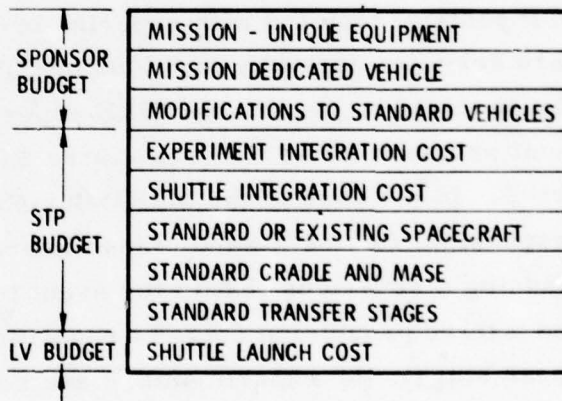 SPONSOR
BUDGET
MISSION - UNIQUE EQUIPMENT
MISSION DEDICATED VEHICLE
MODIFICATIONS TO STANDARD VEHICLES
STP
BUDGET
EXPERIMENT INTEGRATION COST
SHUTTLE INTEGRATION COST
STANDARD OR EXISTING SPACECRAFT
STANDARD CRADLE AND MASE
STANDARD TRANSFER STAGES
LV BUDGET
SHUTTLE LAUNCH COST